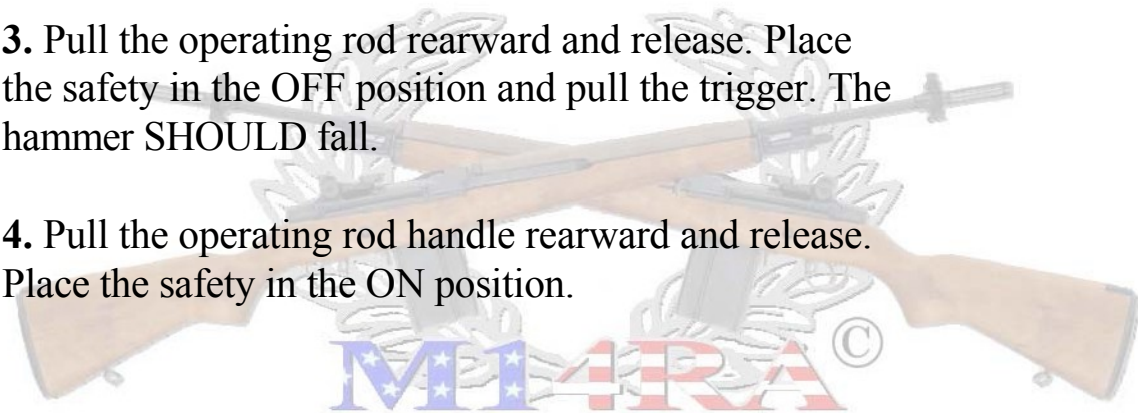 3. Pull the operating rod rearward and release. Place
the safety in the OFF position and pull the trigger. The
hammer SHOULD fall.
4. Pull the operating rod handle rearward and release.
Place the safety in the ON position.
M14RA ©